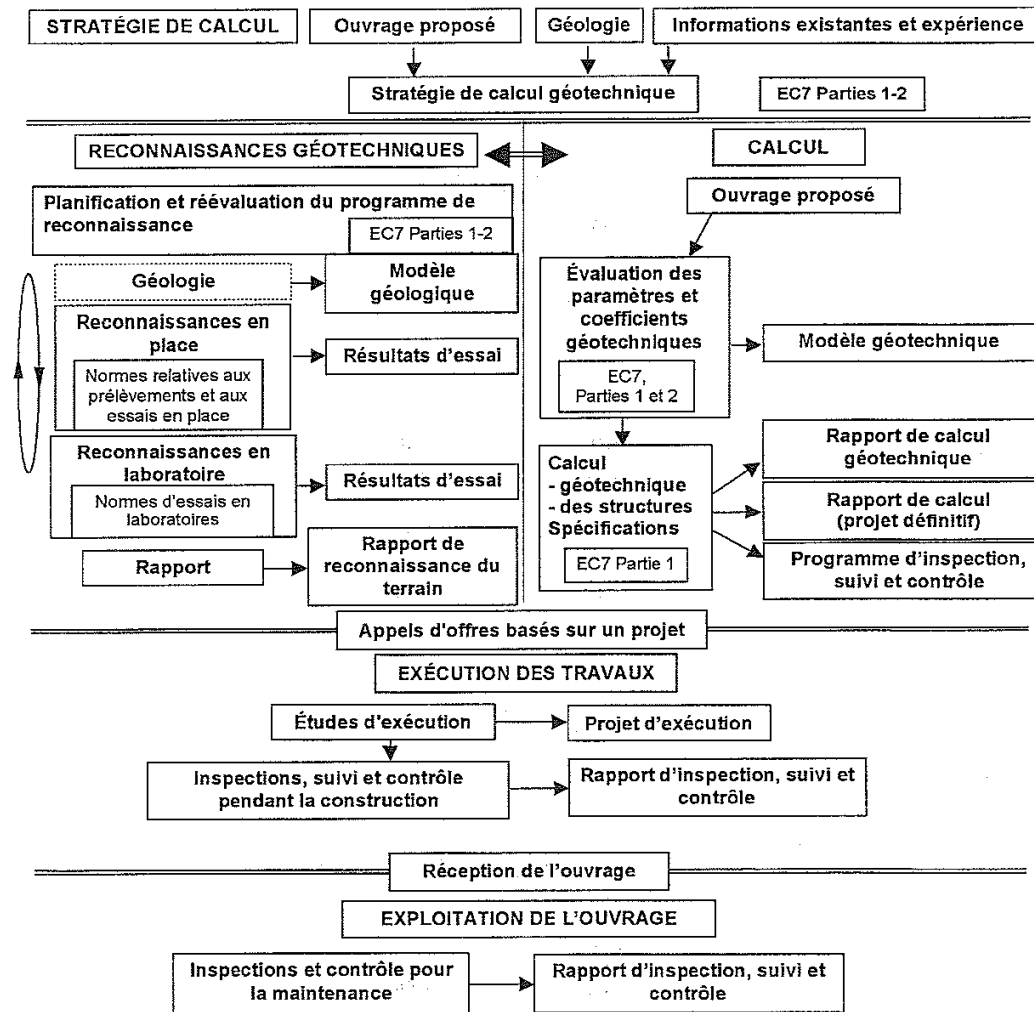 STRATÉGIE DE CALCUL
Ouvrage proposé
Géologie
Informations existantes et expérience
Stratégie de calcul géotechnique
EC7 Parties 1-2
RECONNAISSANCES GÉOTECHNIQUES
Planification et réévaluation du programme de
reconnaissance
EC7 Parties 1-2
Géologie
Modèle
géologique
Reconnaissances en
place
Normes relatives aux
prélèvements et aux
essais en place
Résultats d'essai
Reconnaissances en
laboratoire
Normes d'essais en
laboratoires
Résultats d'essai
Rapport
Rapport de
reconnaissance du
terrain
CALCUL
Ouvrage proposé
Évaluation des
paramètres et
coefficients
géotechniques
EC7,
Parties 1 et 2
Modèle géotechnique
Calcul
- géotechnique
- des structures
Spécifications
EC7 Partie 1
Rapport de calcul
géotechnique
Rapport de calcul
(projet définitif)
Programme d'inspection,
suivi et contrôle
Appels d'offres basés sur un projet
EXÉCUTION DES TRAVAUX
Études d'exécution
Projet d'exécution
Inspections, suivi et contrôle
pendant la construction
Rapport d'inspection, suivi et
contrôle
Réception de l'ouvrage
EXPLOITATION DE L'OUVRAGE
Inspections et contrôle pour
la maintenance
Rapport d'inspection, suivi et
contrôle